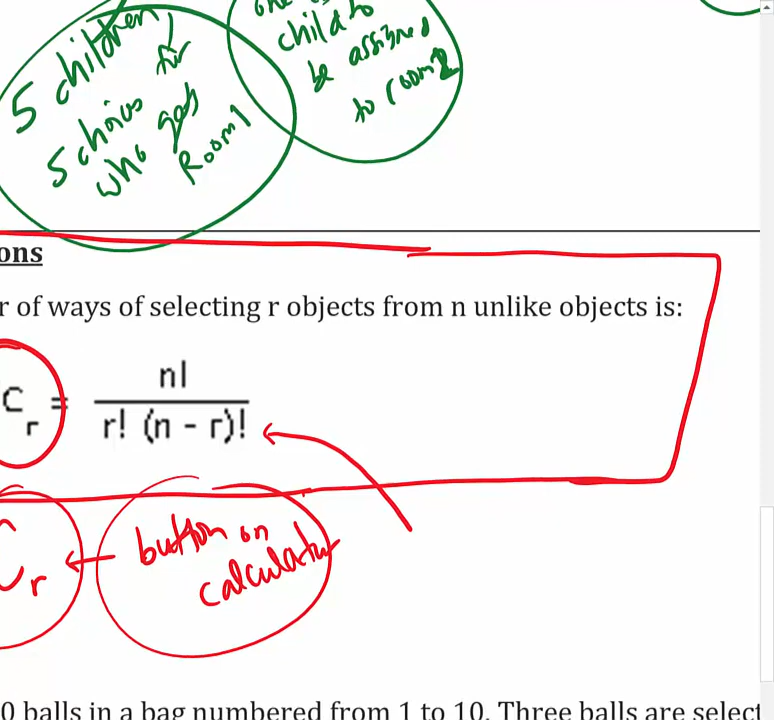 5 children,
5 choices for
who gets
Room 1
one
child to
be assigned
to room 2
ons
r of ways of selecting r objects from n unlike objects is:
C r = n! / r! (n - r)!
C r ← button on
calculator
0 balls in a bag numbered from 1 to 10. Three balls are select